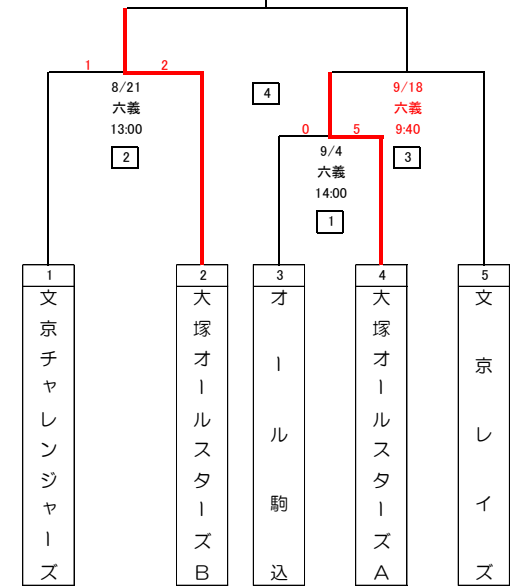 1 2
8/21
六義
13:00
2
4
9/18
六義
9:40
3
0 5
9/4
六義
14:00
1
1
文京チャレンジャーズ
2
大塚オールスターズB
3
オール駒込
4
大塚オールスターズA
5
文京レイズ